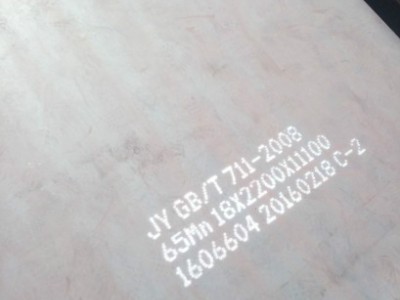 JY GB/T 711-2008
65Mn 18X2200X11100
1606604 20160218 C-2